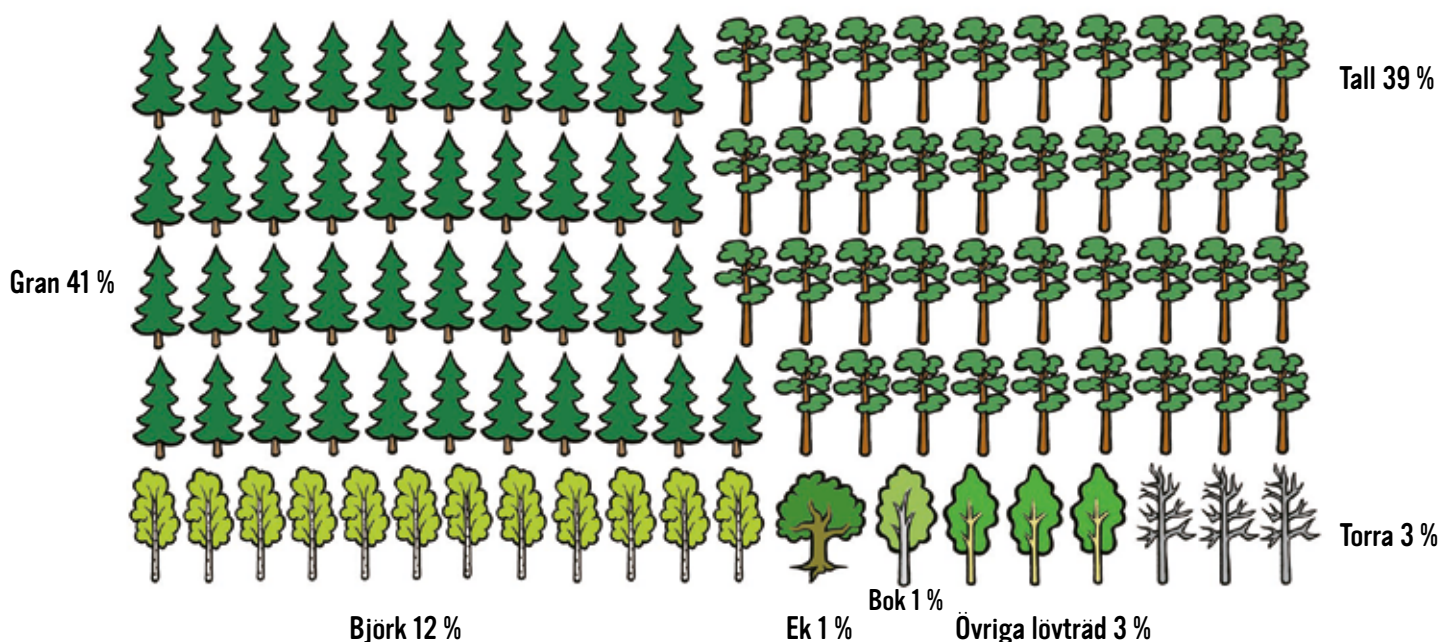 Tall 39 %
Gran 41 %
Torra 3 %
Bok 1 %
Björk 12 %
Ek 1 %
Övriga lövträd 3 %